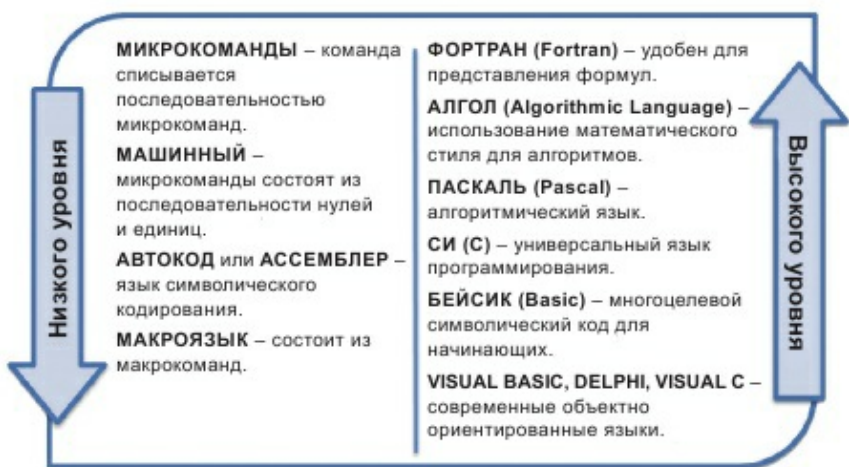 Низкого уровня
МИКРОКОМАНДЫ – команда
списывается
последовательностью
микрокоманд.
МАШИННЫЙ –
микрокоманды состоят из
последовательности нулей
и единиц.
АВТОКОД или АССЕМБЛЕР –
язык символического
кодирования.
МАКРОЯЗЫК – состоит из
макрокоманд.
ФОРТРАН (Fortran) – удобен для
представления формул.
АЛГОЛ (Algorithmic Language) –
использование математического
стиля для алгоритмов.
ПАСКАЛЬ (Pascal) –
алгоритмический язык.
СИ (C) – универсальный язык
программирования.
БЕЙСИК (Basic) – многоцелевой
символический код для
начинающих.
VISUAL BASIC, DELPHI, VISUAL C –
современные объектно
ориентированные языки.
Высокого уровня